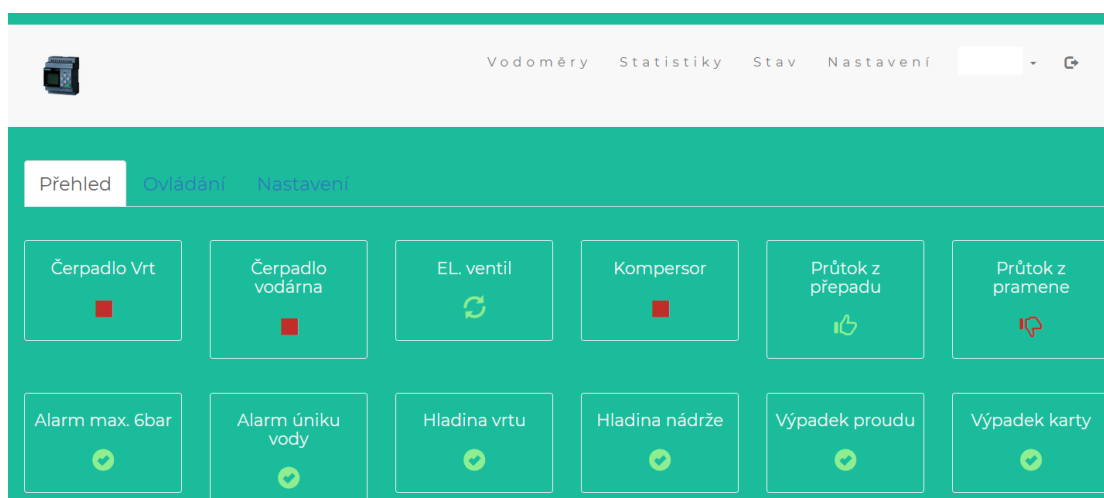 Vodoměry Statistiky Stav Nastavení
Přehled Ovládání Nastavení
Čerpadlo Vrt
Čerpadlo
vodárna
EL. ventil
Kompersor
Průtok z
přepadu
Průtok z
pramene
Alarm max. 6bar
Alarm úniku
vody
Hladina vrtu
Hladina nádrže
Výpadek proudu
Výpadek karty